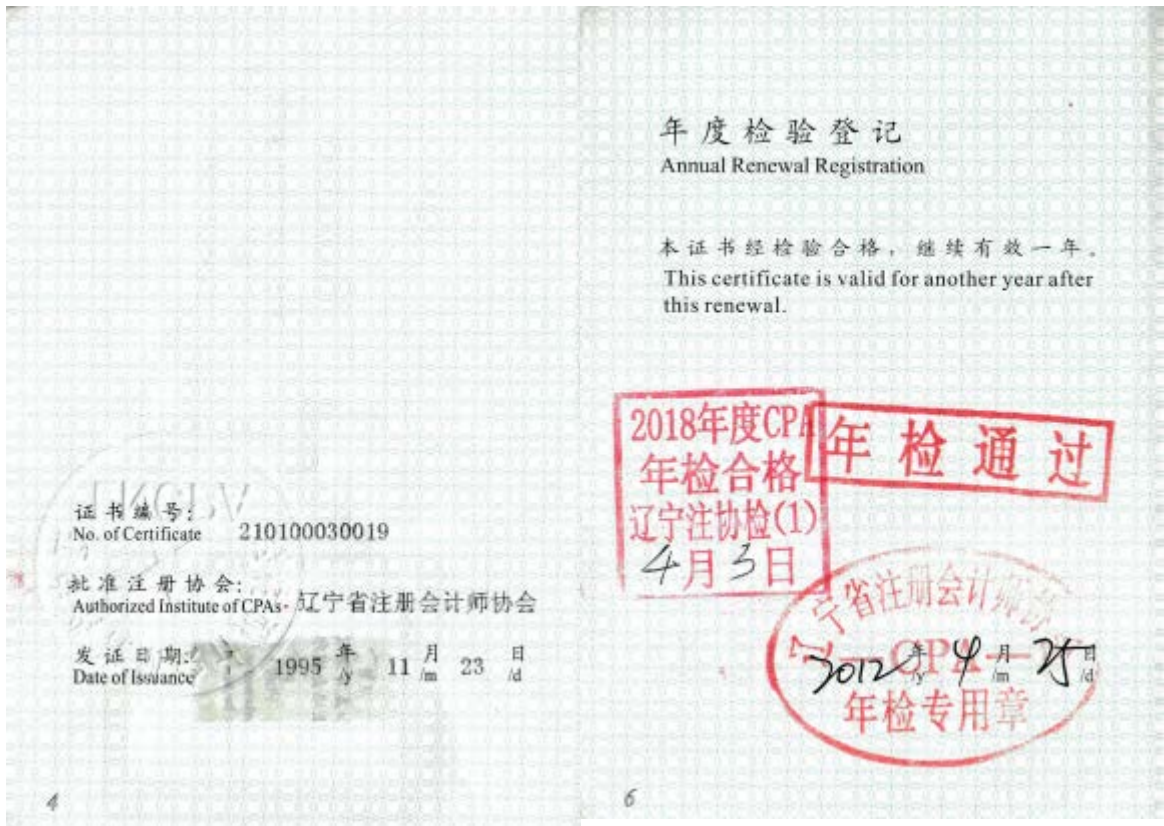 证书编号:
No. of Certificate 210100030019
批准注册协会:
Authorized Institute of CPAs 辽宁省注册会计师协会
发证日期:
Date of Issuance 1995 年/y 11 月/m 23 日/d
4
年度检验登记
Annual Renewal Registration
本证书经检验合格，继续有效一年。
This certificate is valid for another year after
this renewal.
2018年度CPA
年检合格
辽宁注协检(1)
4月3日
年检通过
辽宁省注册会计师协
CPA
2012 年/y 4 月/m 25 日/d
年检专用章
6